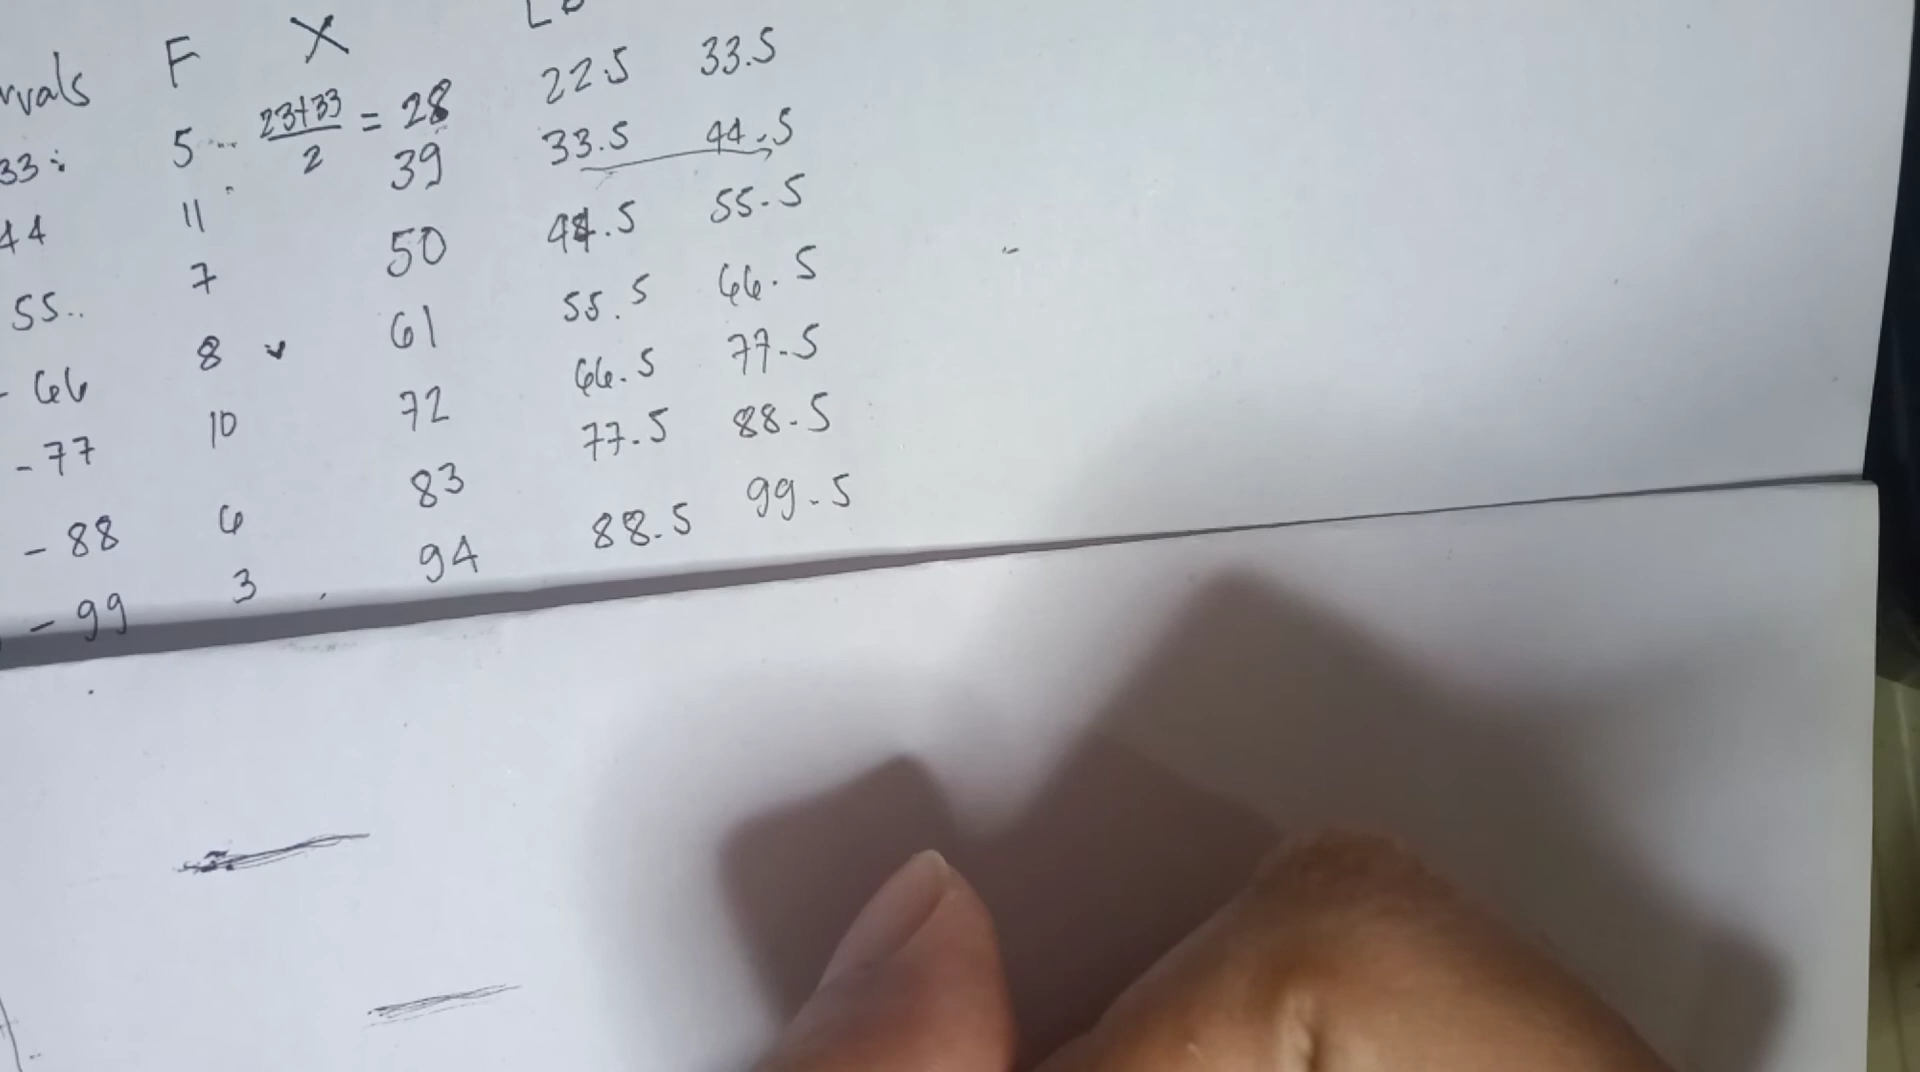 rvals F X
33 5 23+33/2 = 28 22.5 33.5
44 11 39 33.5 44.5
55 7 50 44.5 55.5
- 66 8 61 55.5 66.5
- 77 10 72 66.5 77.5
- 88 6 83 77.5 88.5
- 99 3 94 88.5 99.5